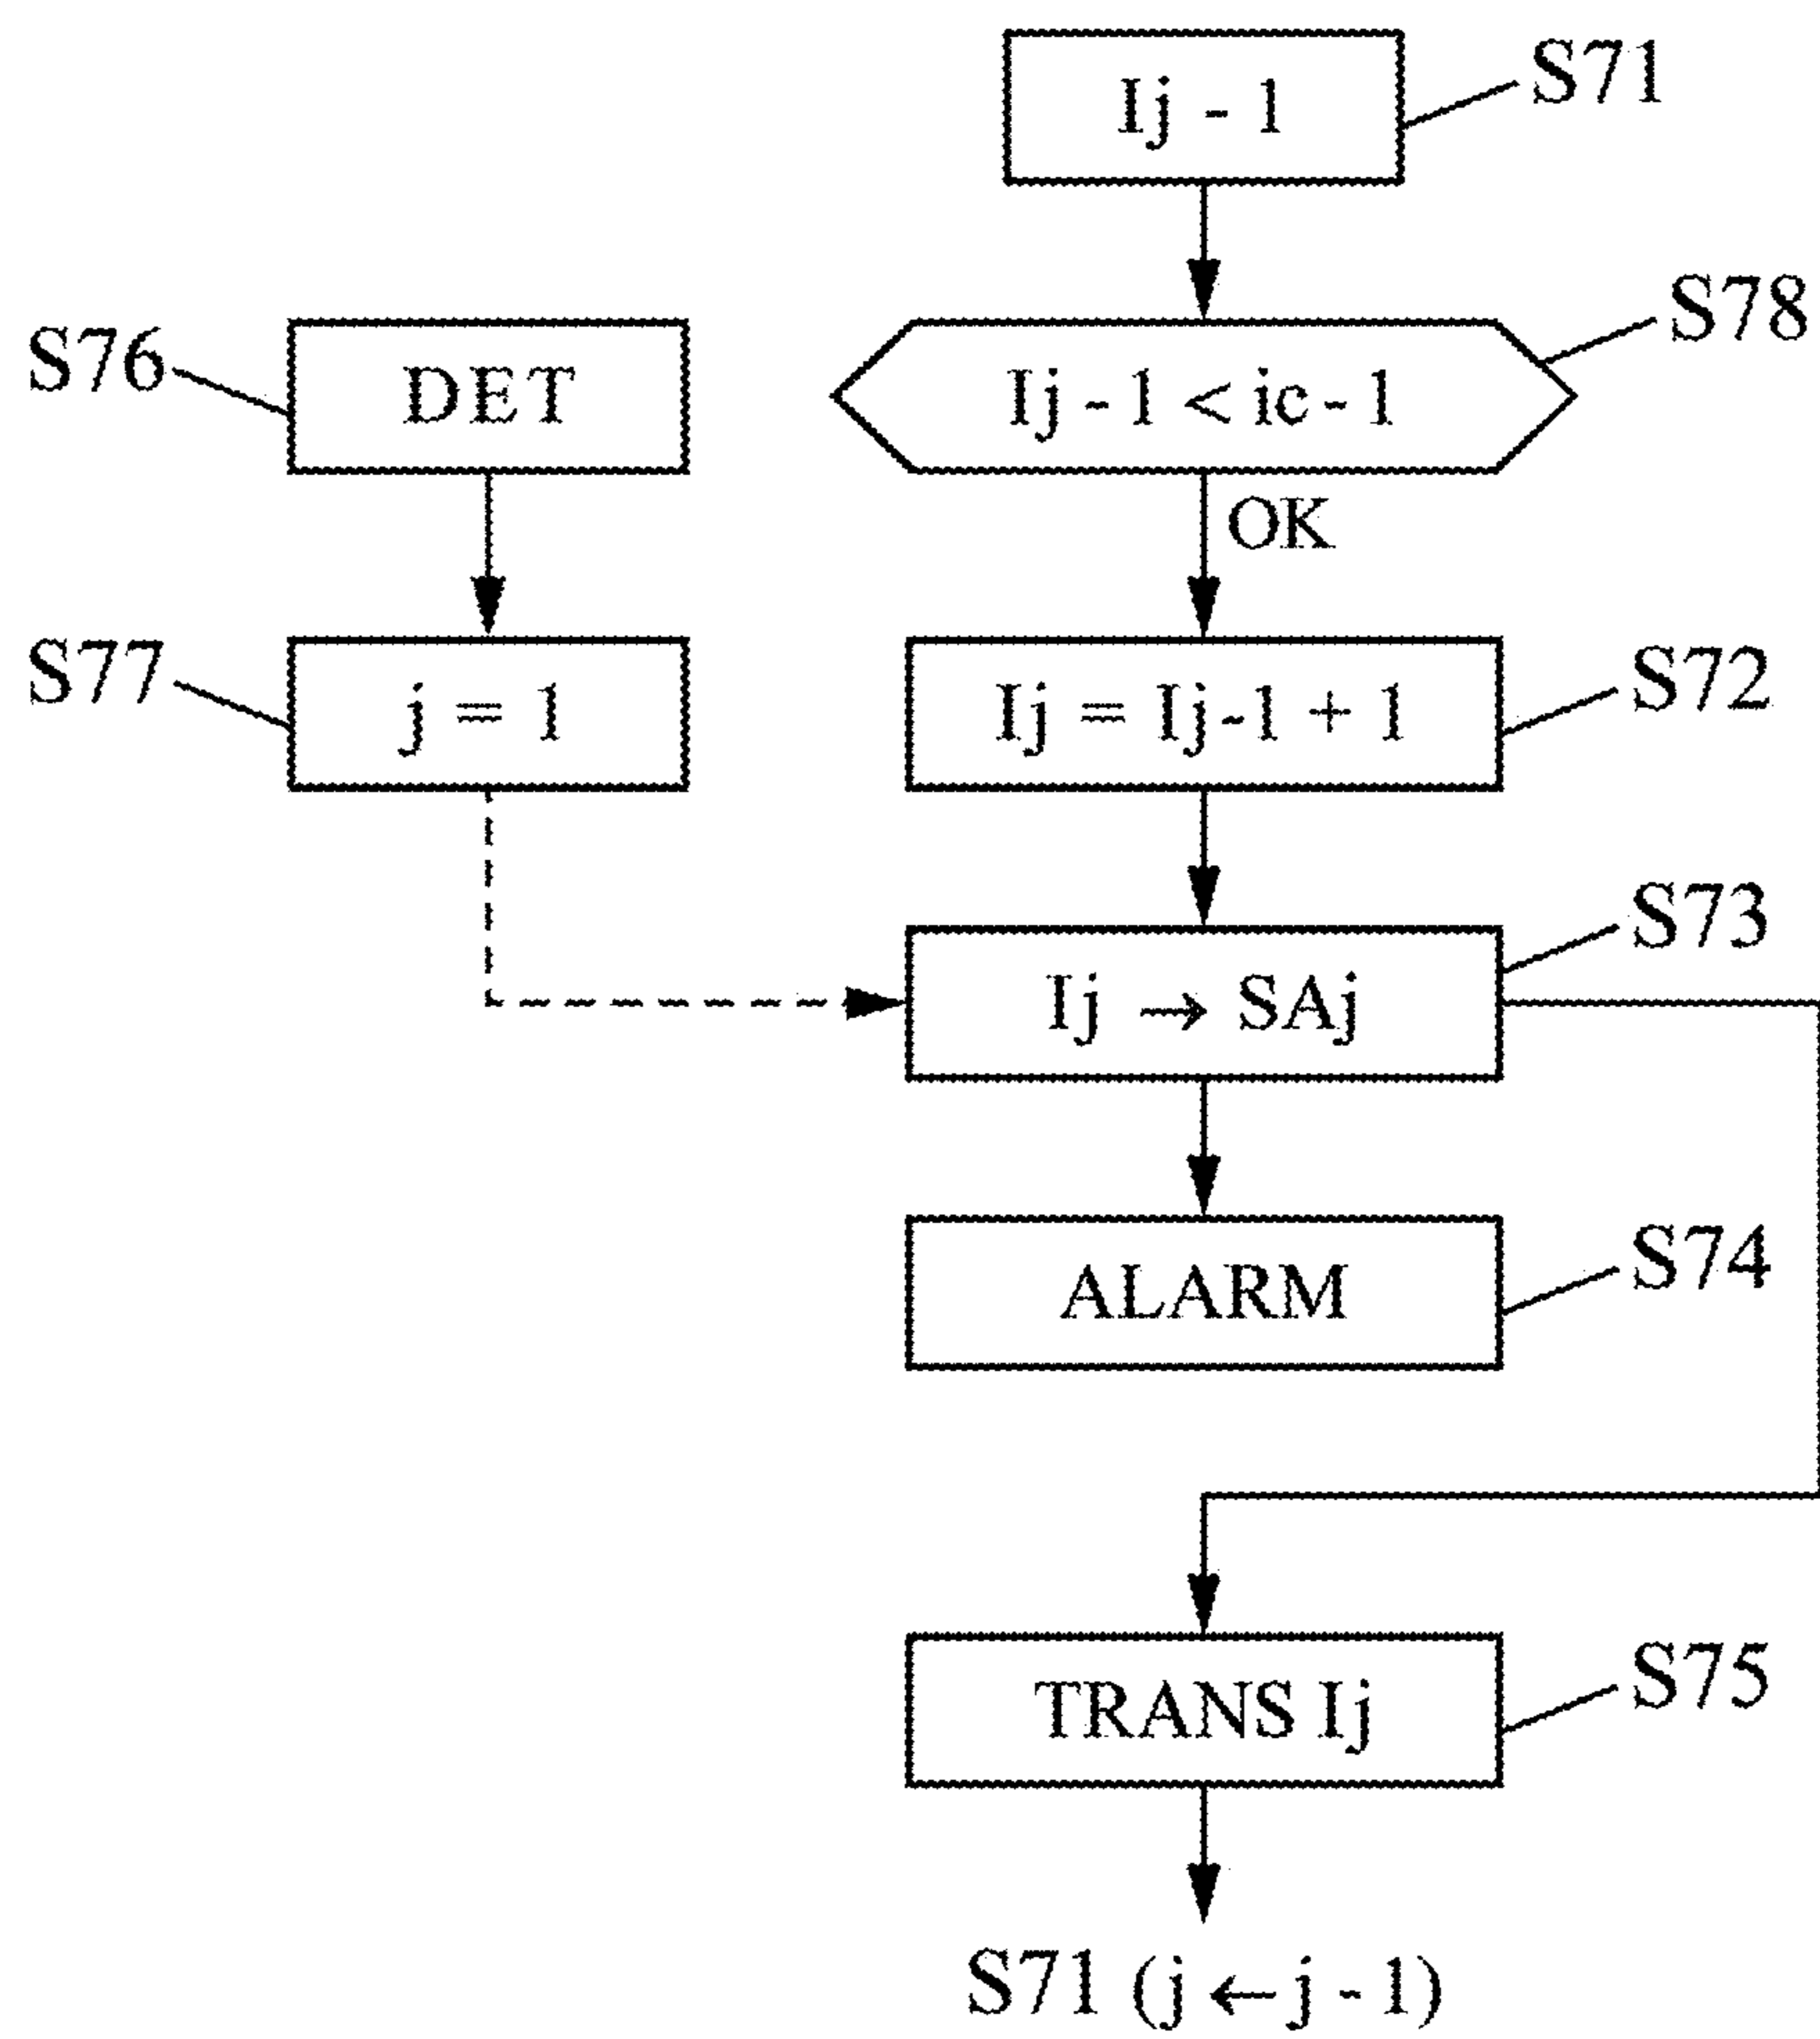 Ij - 1
S71
S78
Ij - 1 < ic - 1
S76
DET
OK
S77
j = 1
S72
Ij = Ij-1 + 1
S73
Ij → SAj
S74
ALARM
S75
TRANS Ij
S71 (j ← j - 1)